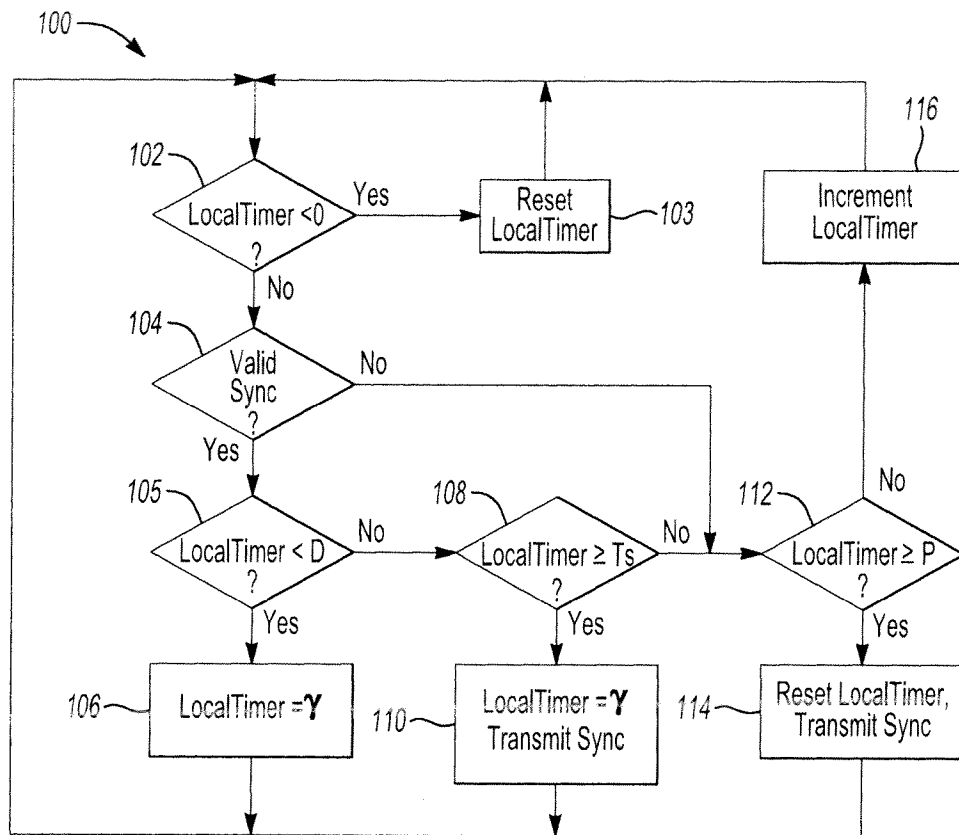 100
102
LocalTimer <0
?
Yes
No
Reset
LocalTimer
103
116
Increment
LocalTimer
104
Valid
Sync
?
No
Yes
105
LocalTimer < D
?
No
Yes
108
LocalTimer ≥ Ts
?
No
Yes
112
LocalTimer ≥ P
?
No
Yes
106
LocalTimer =γ
110
LocalTimer =γ
Transmit Sync
114
Reset LocalTimer,
Transmit Sync